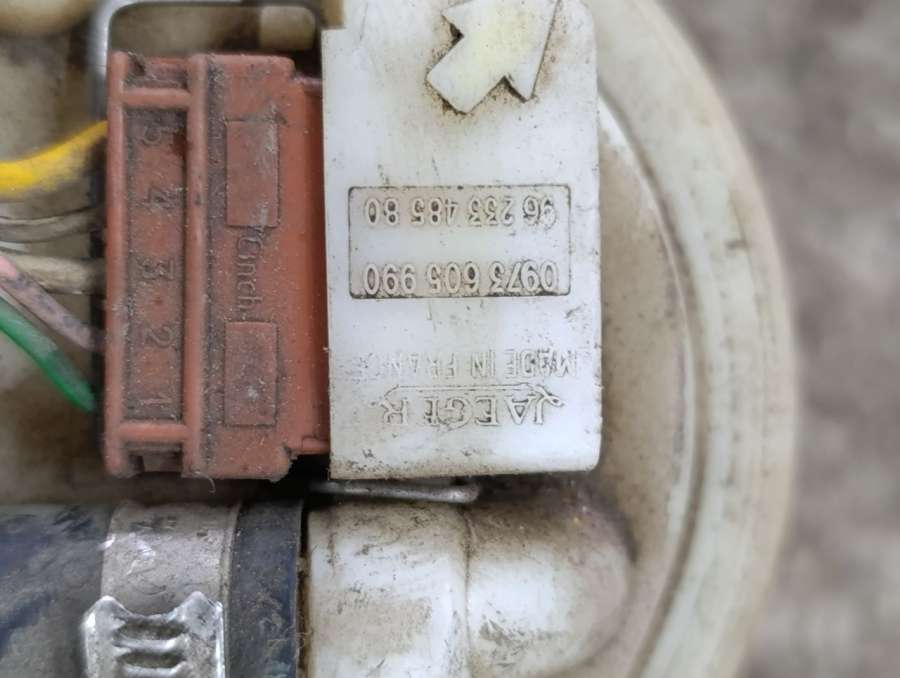 JAEGER
MADE IN FRANCE
0973 605 990
96 233 485 80
5 4 3 2 1
Cinch